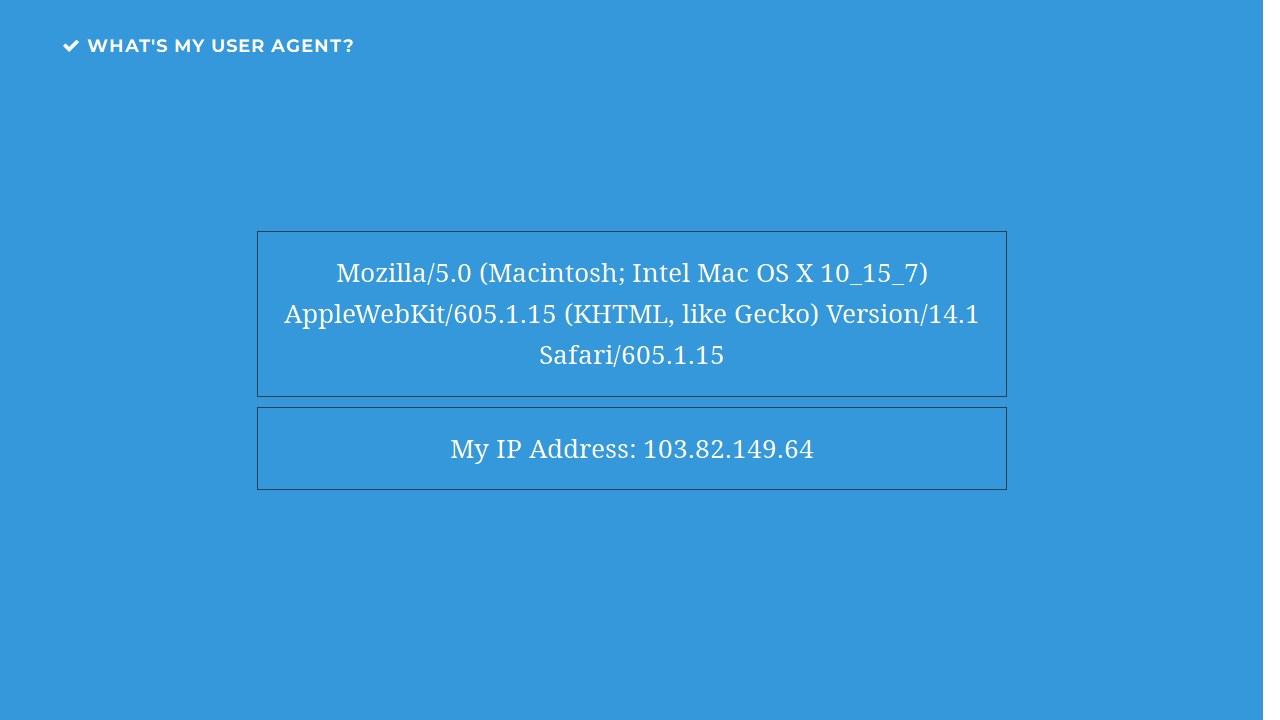 WHAT'S MY USER AGENT?
Mozilla/5.0 (Macintosh; Intel Mac OS X 10_15_7)
AppleWebKit/605.1.15 (KHTML, like Gecko) Version/14.1
Safari/605.1.15
My IP Address: 103.82.149.64